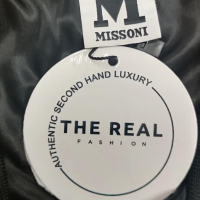 M
MISSONI
AUTHENTIC SECOND HAND LUXURY
THE REAL
FASHION